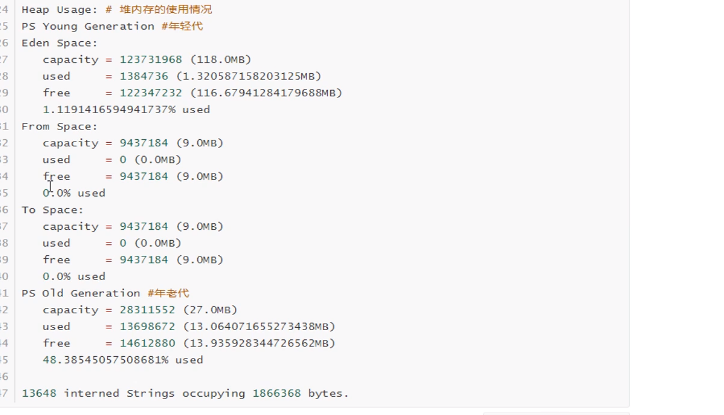 24 Heap Usage: # 堆内存的使用情况
25 PS Young Generation #年轻代
26 Eden Space:
27 capacity = 123731968 (118.0MB)
28 used = 1384736 (1.320587158203125MB)
29 free = 122347232 (116.67941284179688MB)
30 1.1191416594941737% used
31 From Space:
32 capacity = 9437184 (9.0MB)
33 used = 0 (0.0MB)
34 free = 9437184 (9.0MB)
35 0.0% used
36 To Space:
37 capacity = 9437184 (9.0MB)
38 used = 0 (0.0MB)
39 free = 9437184 (9.0MB)
40 0.0% used
41 PS Old Generation #年老代
42 capacity = 28311552 (27.0MB)
43 used = 13698672 (13.064071655273438MB)
44 free = 14612880 (13.935928344726562MB)
45 48.38545057508681% used
46
47 13648 interned Strings occupying 1866368 bytes.